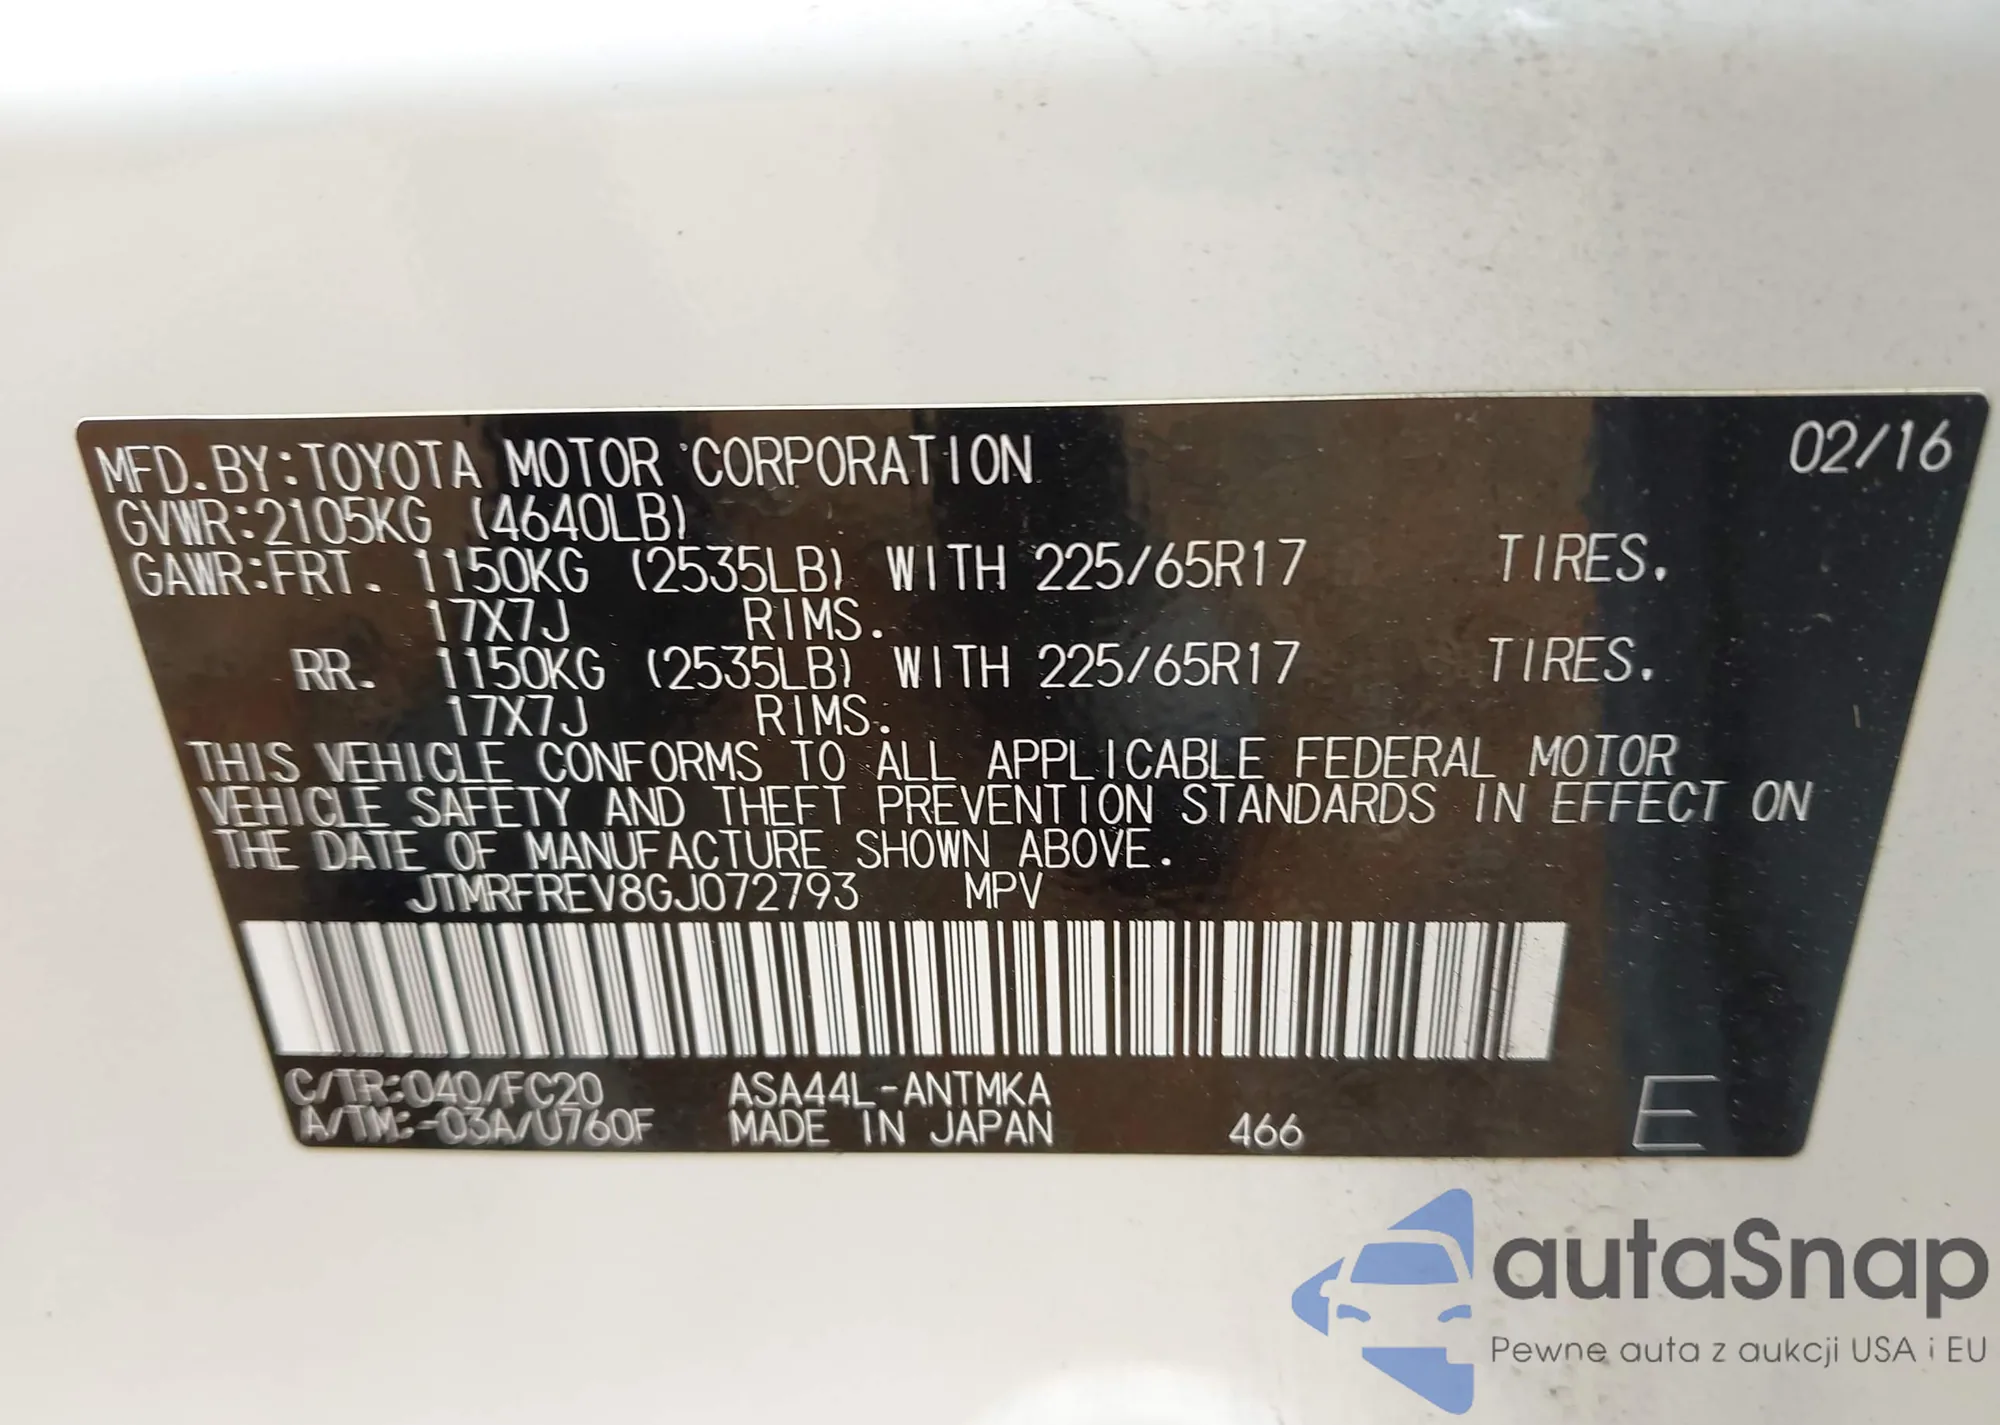 MFD.BY:TOYOTA MOTOR CORPORATION 02/16
GVWR:2105KG (4640LB)
GAWR:FRT. 1150KG (2535LB) WITH 225/65R17 TIRES.
17X7J RIMS.
RR. 1150KG (2535LB) WITH 225/65R17 TIRES.
17X7J RIMS.
THIS VEHICLE CONFORMS TO ALL APPLICABLE FEDERAL MOTOR
VEHICLE SAFETY AND THEFT PREVENTION STANDARDS IN EFFECT ON
THE DATE OF MANUFACTURE SHOWN ABOVE.
JTMRFREV8GJ072793 MPV
C/TR:040/FC20 ASA44L-ANTMKA
A/TM:-03A/U760F MADE IN JAPAN 466 E
autaSnap
Pewne auta z aukcji USA i EU